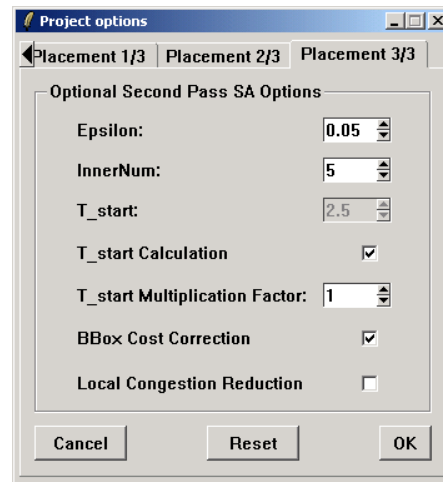 Project options
Placement 1/3 Placement 2/3 Placement 3/3
Optional Second Pass SA Options
Epsilon: 0.05
InnerNum: 5
T_start: 2.5
T_start Calculation
T_start Multiplication Factor: 1
BBox Cost Correction
Local Congestion Reduction
Cancel Reset OK